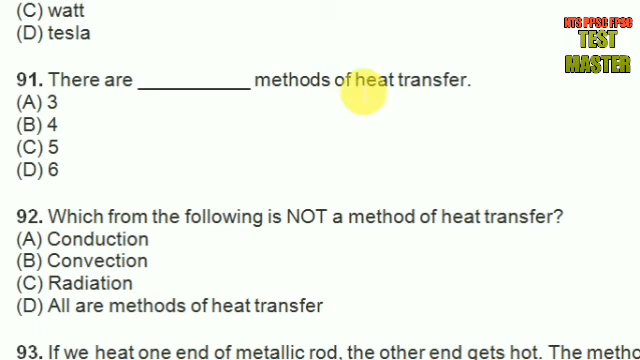 (C) watt
(D) tesla
NTS PPSC FPSC
TEST
MASTER
91. There are __________ methods of heat transfer.
(A) 3
(B) 4
(C) 5
(D) 6
92. Which from the following is NOT a method of heat transfer?
(A) Conduction
(B) Convection
(C) Radiation
(D) All are methods of heat transfer
93. If we heat one end of metallic rod, the other end gets hot. The metho